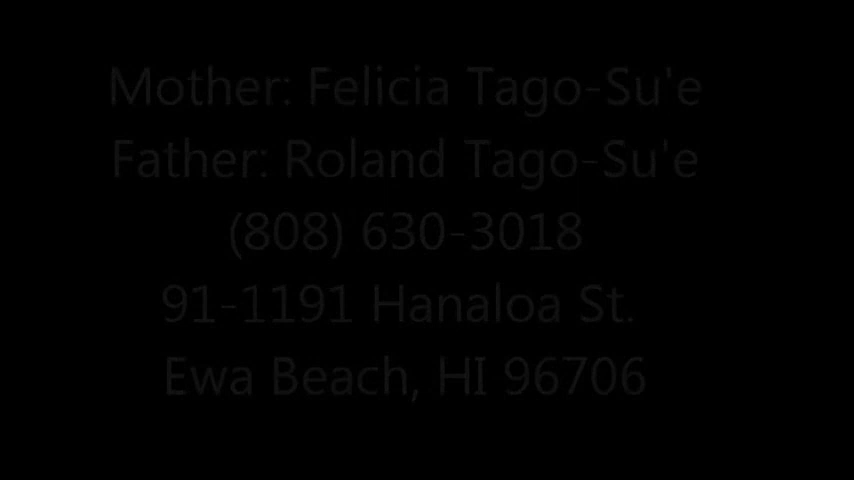 Mother: Felicia Tago-Su'e
Father: Roland Tago-Su'e
(808) 630-3018
91-1191 Hanaloa St.
Ewa Beach, HI 96706